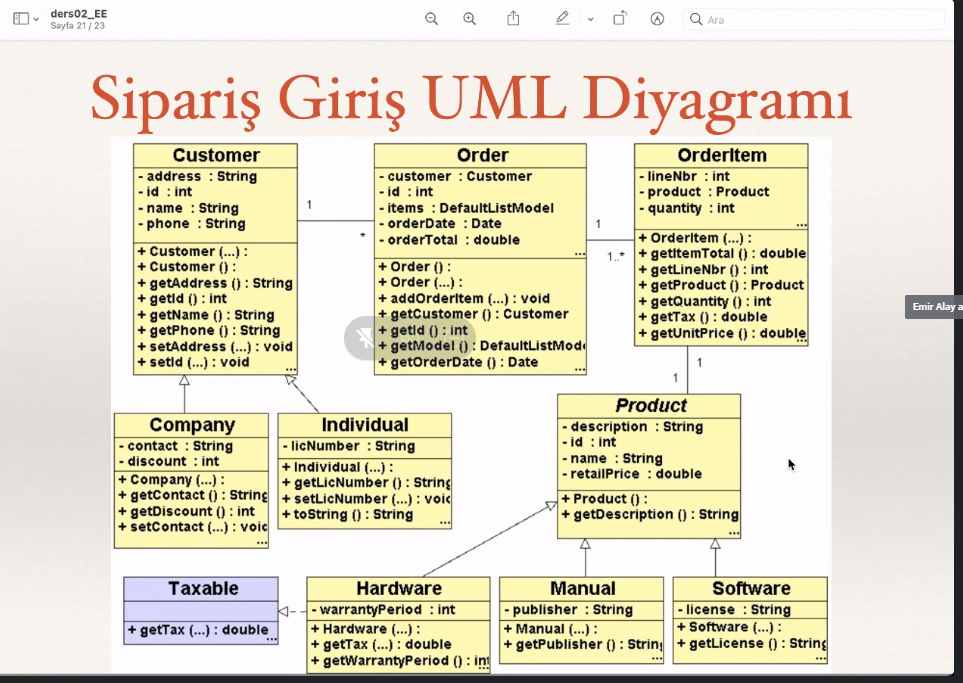 ders02_EE
Sayfa 21 / 23
Ara
Sipariş Giriş UML Diyagramı
Customer
- address : String
- id : int
- name : String
- phone : String
+ Customer (...) :
+ Customer () :
+ getAddress () : String
+ getId () : int
+ getName () : String
+ getPhone () : String
+ setAddress (...) : void
+ setId (...) : void
...
1
*
Order
- customer : Customer
- id : int
- items : DefaultListModel
- orderDate : Date
- orderTotal : double
...
+ Order () :
+ Order (...) :
+ addOrderItem (...) : void
+ getCustomer () : Customer
+ getId () : int
+ getModel () : DefaultListMode
+ getOrderDate () : Date
...
1
1..*
OrderItem
- lineNbr : int
- product : Product
- quantity : int
...
+ OrderItem (...) :
+ getItemTotal () : double
+ getLineNbr () : int
+ getProduct () : Product
+ getQuantity () : int
+ getTax () : double
+ getUnitPrice () : double
...
Emir Alay a
1
1
Company
- contact : String
- discount : int
+ Company (...) :
+ getContact () : String
+ getDiscount () : int
+ setContact (...) : void
...
Individual
- licNumber : String
+ Individual (...) :
+ getLicNumber () : String
+ setLicNumber (...) : void
+ toString () : String
...
Product
- description : String
- id : int
- name : String
- retailPrice : double
+ Product () :
+ getDescription () : String
...
Taxable
+ getTax (...) : double
...
Hardware
- warrantyPeriod : int
+ Hardware (...) :
+ getTax (...) : double
+ getWarrantyPeriod () : int
...
Manual
- publisher : String
+ Manual (...) :
+ getPublisher () : String
...
Software
- license : String
+ Software (...) :
+ getLicense () : String
...